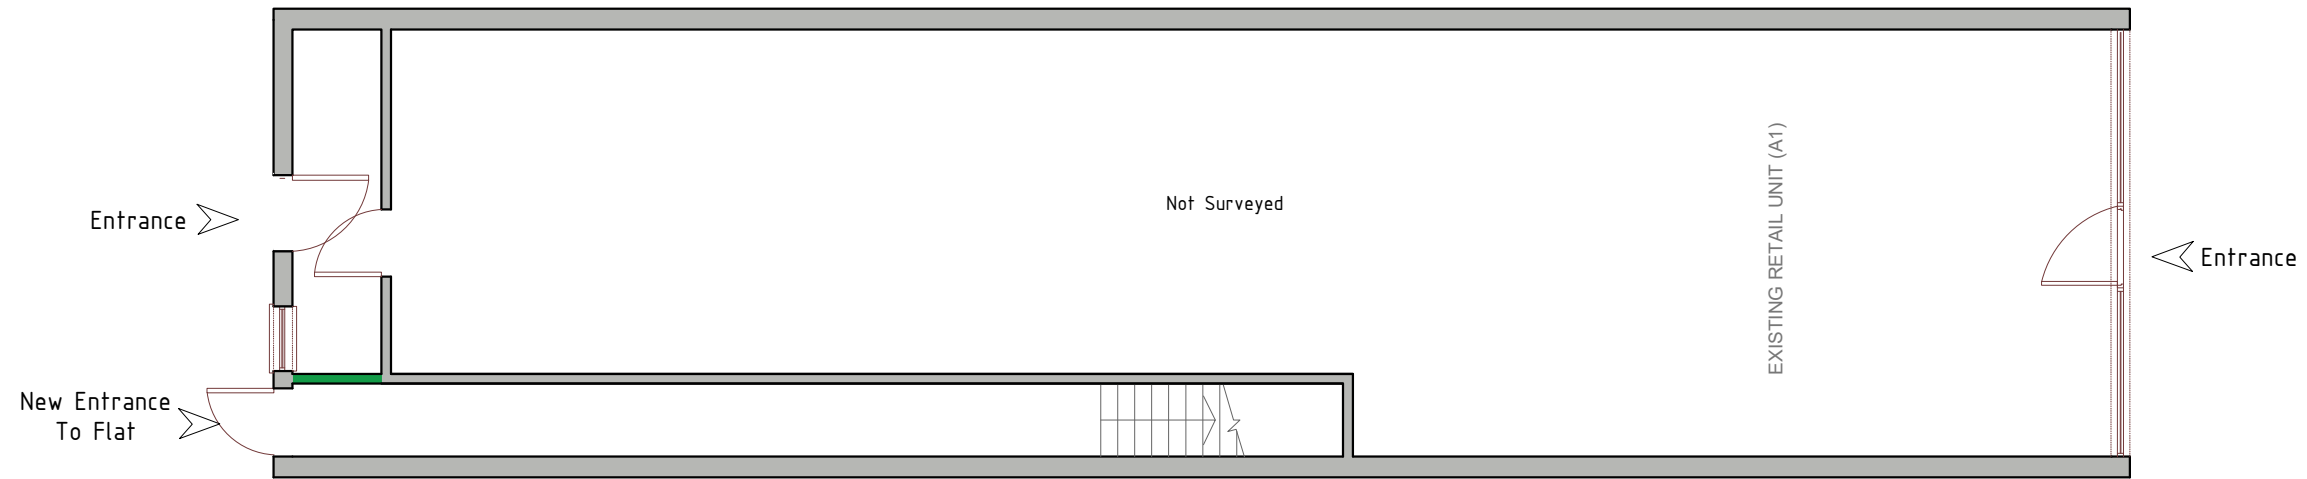 Entrance
Not Surveyed
EXISTING RETAIL UNIT (A1)
Entrance
New Entrance
To Flat